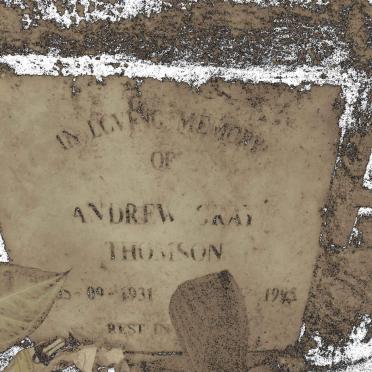 IN LOVING MEMORY
OF
ANDREW GRAY
THOMSON
09-1931
REST IN